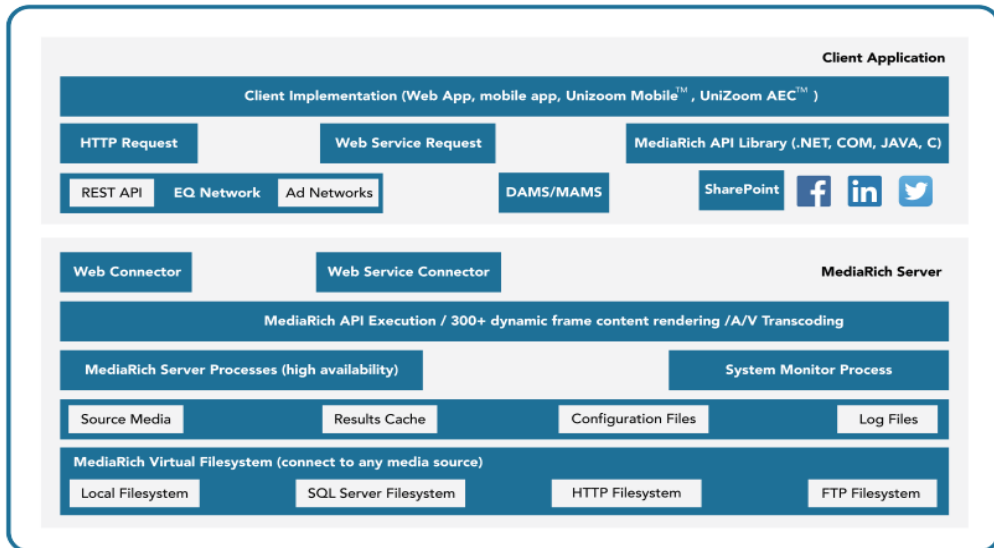 Client Application
Client Implementation (Web App, mobile app, Unizoom Mobile™ , UniZoom AEC™ )
HTTP Request
Web Service Request
MediaRich API Library (.NET, COM, JAVA, C)
REST API
EQ Network
Ad Networks
DAMS/MAMS
SharePoint
f
in
Web Connector
Web Service Connector
MediaRich Server
MediaRich API Execution / 300+ dynamic frame content rendering /A/V Transcoding
MediaRich Server Processes (high availability)
System Monitor Process
Source Media
Results Cache
Configuration Files
Log Files
MediaRich Virtual Filesystem (connect to any media source)
Local Filesystem
SQL Server Filesystem
HTTP Filesystem
FTP Filesystem